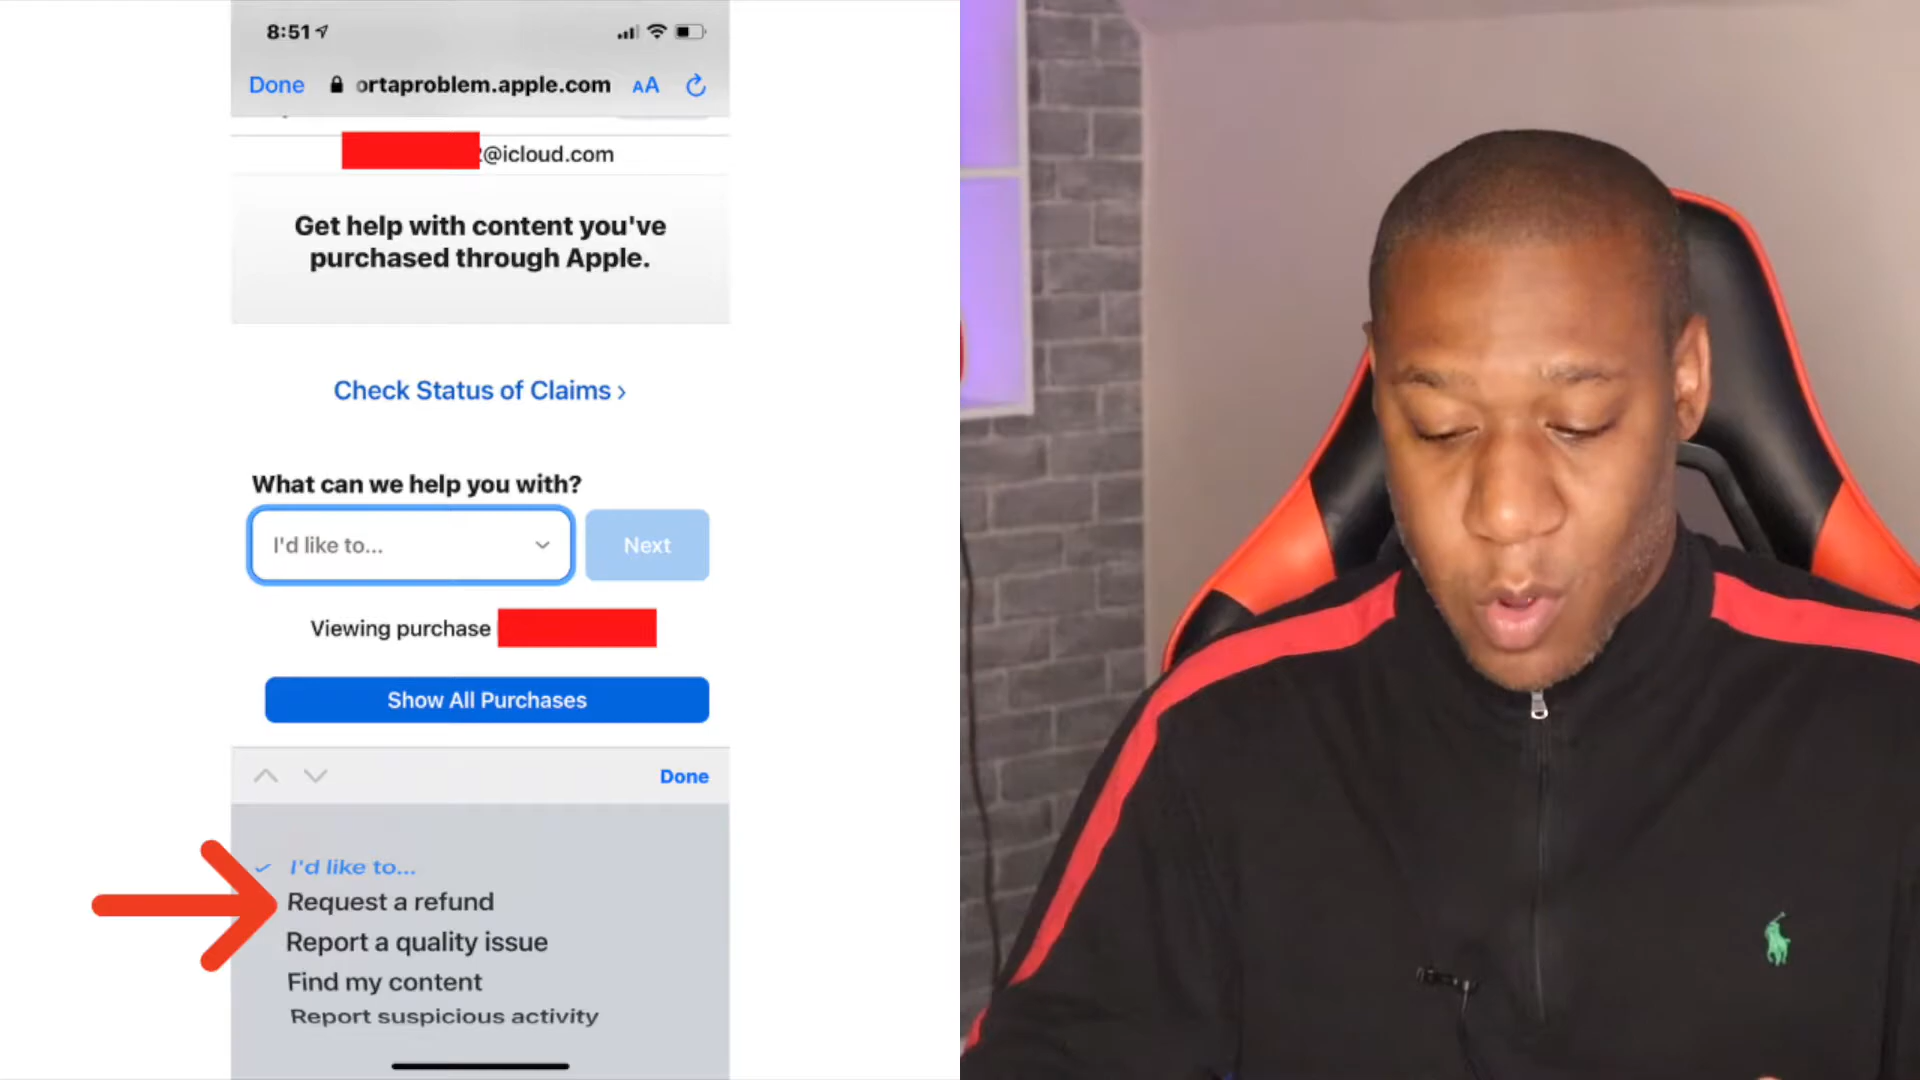 8:51
Done
ortaproblem.apple.com
AA
@icloud.com
Get help with content you've
purchased through Apple.
Check Status of Claims ›
What can we help you with?
I'd like to...
Next
Viewing purchase
Show All Purchases
Done
I'd like to...
Request a refund
Report a quality issue
Find my content
Report suspicious activity